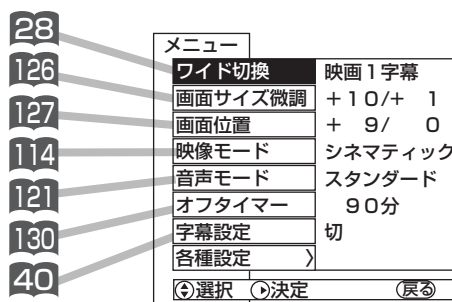 28
126
127
114
121
130
40
メニュー
ワイド切換 映画1字幕
画面サイズ微調 +10/+ 1
画面位置 + 9/ 0
映像モード シネマティック
音声モード スタンダード
オフタイマー 90分
字幕設定 切
各種設定 〉
選択 決定 戻る